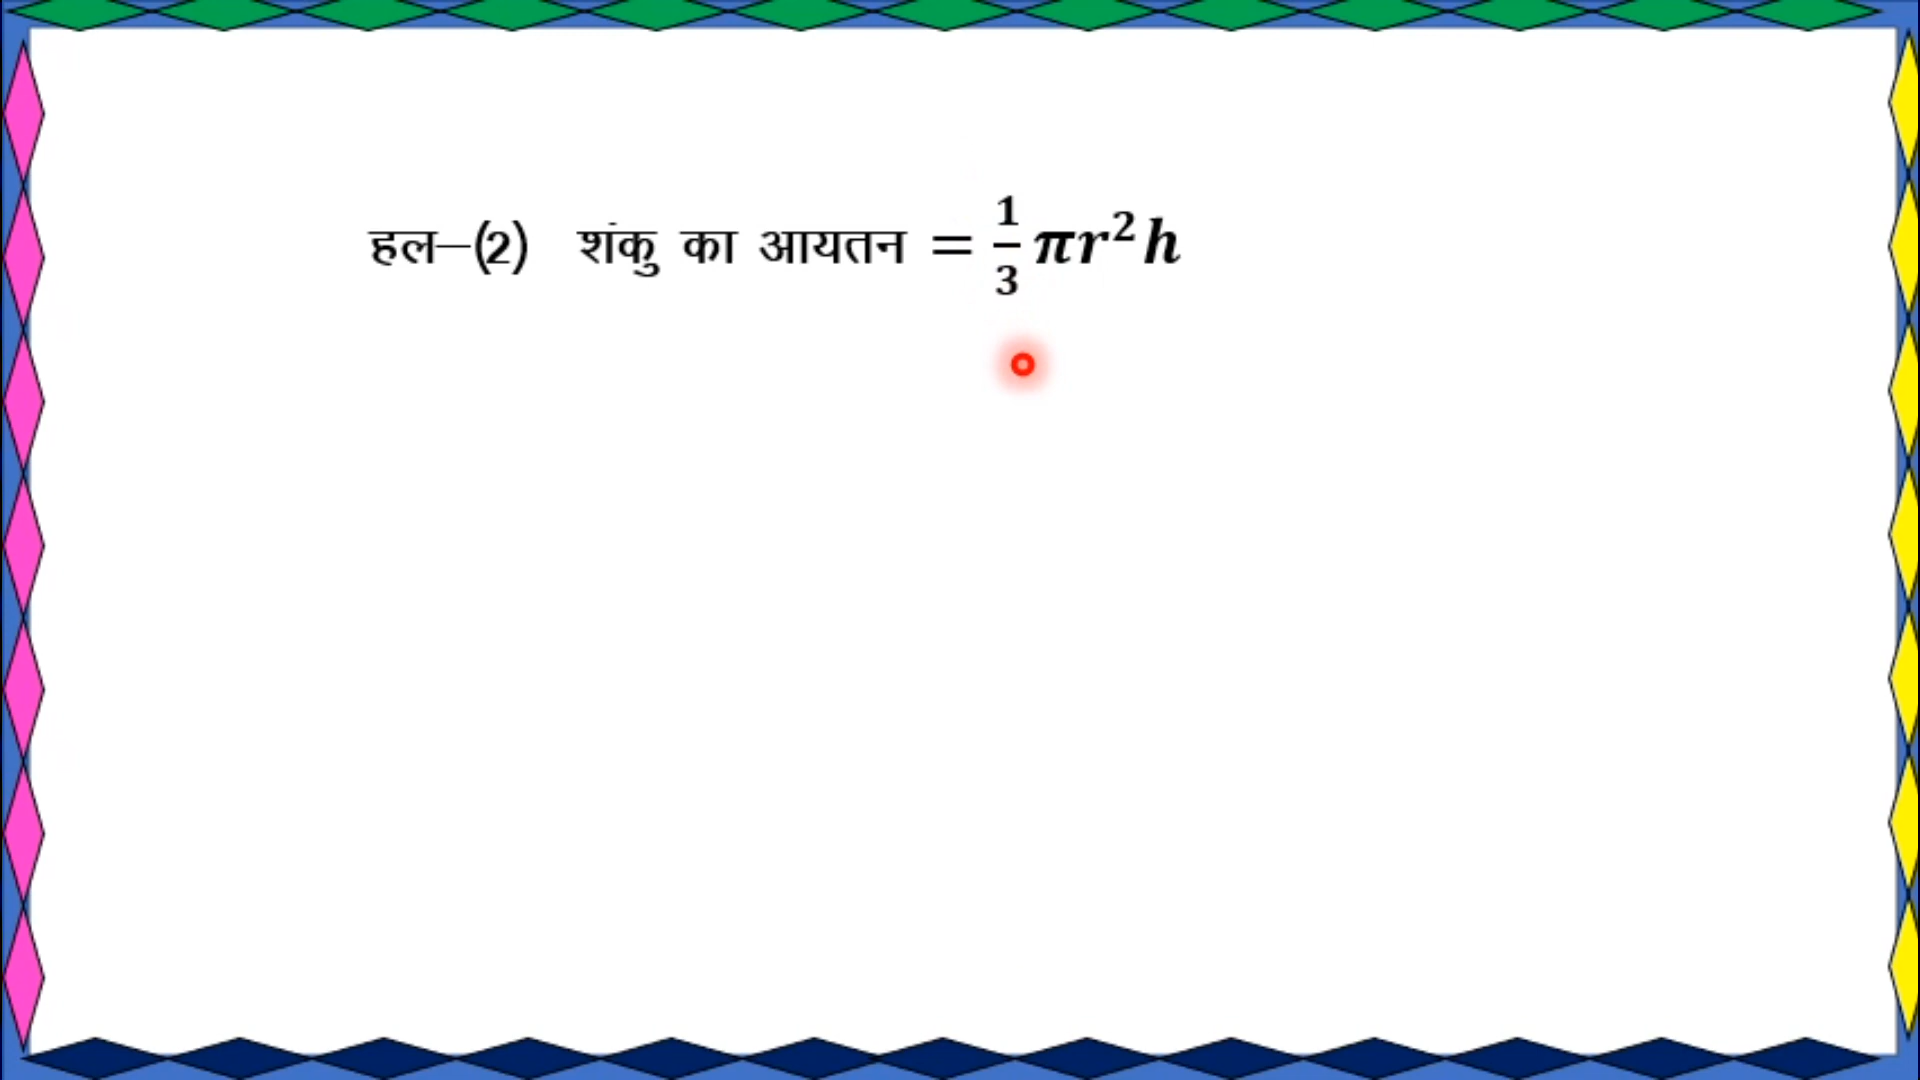 हल–(2) शंकु का आयतन = 1/3 πr²h